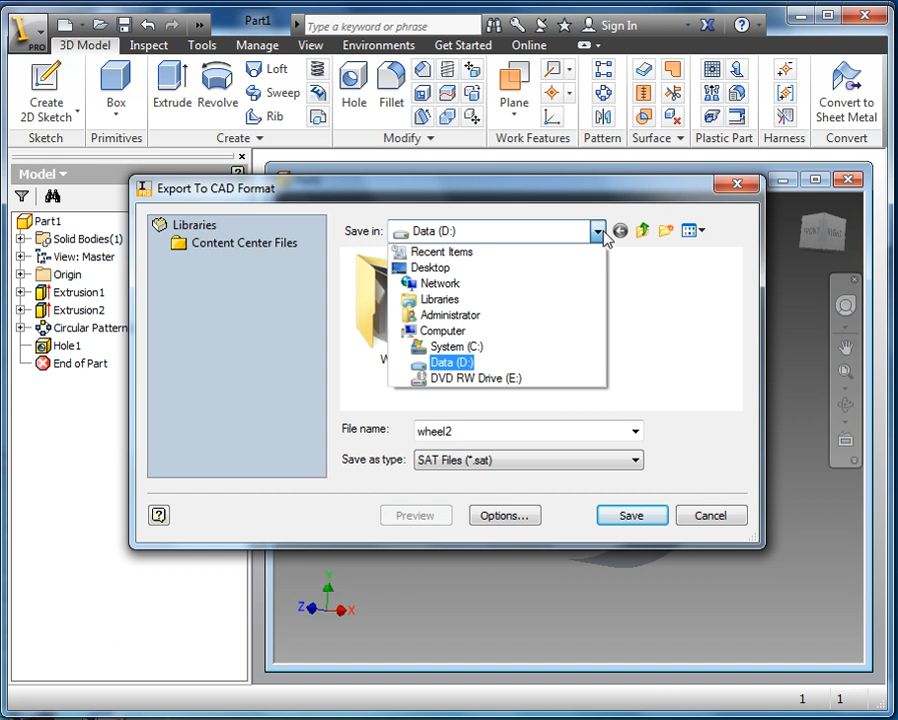 Part1
Type a keyword or phrase
Sign In
PRO
3D Model Inspect Tools Manage View Environments Get Started Online
Create
2D Sketch
Box
Extrude Revolve
Loft
Sweep
Rib
Hole Fillet
Plane
Convert to
Sheet Metal
Sketch Primitives Create Modify Work Features Pattern Surface Plastic Part Harness Convert
Model
Part1
Solid Bodies(1)
View: Master
Origin
Extrusion1
Extrusion2
Circular Pattern
Hole1
End of Part
Export To CAD Format
Libraries
Content Center Files
Save in: Data (D:)
Recent Items
Desktop
Network
Libraries
Administrator
Computer
System (C:)
Data (D:)
DVD RW Drive (E:)
W
File name: wheel2
Save as type: SAT Files (*.sat)
Preview Options... Save Cancel
FRONT
Y
Z X
1 1